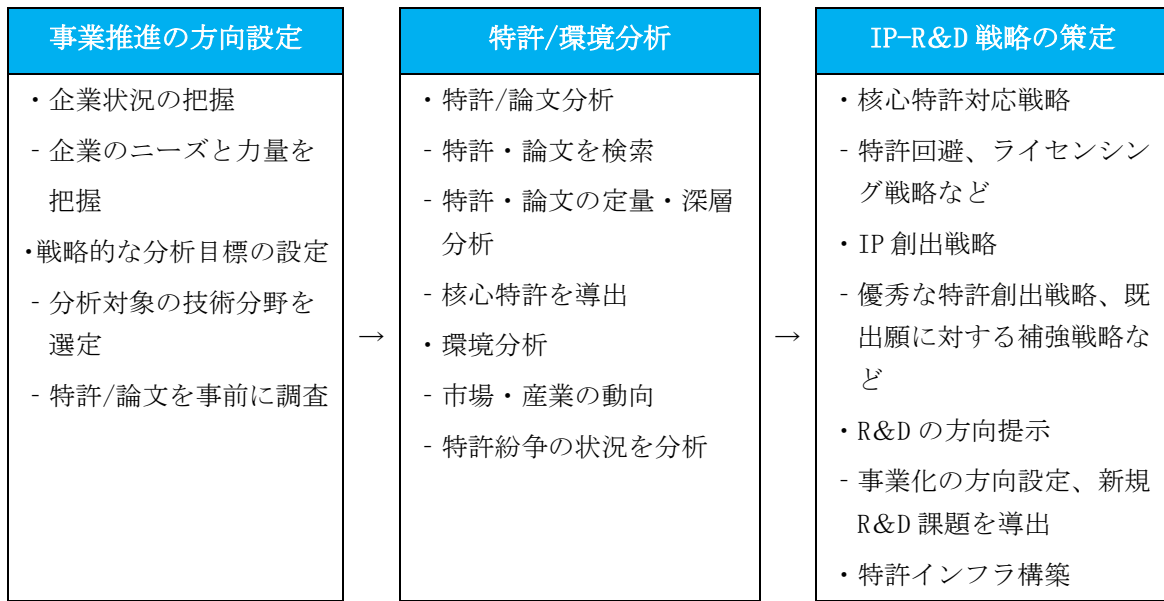 事業推進の方向設定
・企業状況の把握
‐企業のニーズと力量を
把握
・戦略的な分析目標の設定
‐分析対象の技術分野を
選定
‐特許/論文を事前に調査
→
特許/環境分析
・特許/論文分析
‐特許・論文を検索
‐特許・論文の定量・深層
分析
‐核心特許を導出
・環境分析
‐市場・産業の動向
‐特許紛争の状況を分析
→
IP-R&D 戦略の策定
・核心特許対応戦略
‐特許回避、ライセンシン
グ戦略など
・IP 創出戦略
‐優秀な特許創出戦略、既
出願に対する補強戦略な
ど
・R&D の方向提示
‐事業化の方向設定、新規
R&D 課題を導出
・特許インフラ構築